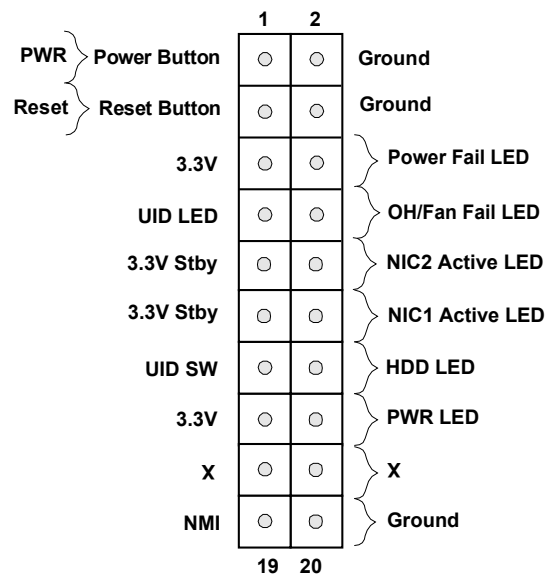 1 2
PWR Power Button Ground
Reset Reset Button Ground
3.3V Power Fail LED
UID LED OH/Fan Fail LED
3.3V Stby NIC2 Active LED
3.3V Stby NIC1 Active LED
UID SW HDD LED
3.3V PWR LED
X X
NMI Ground
19 20